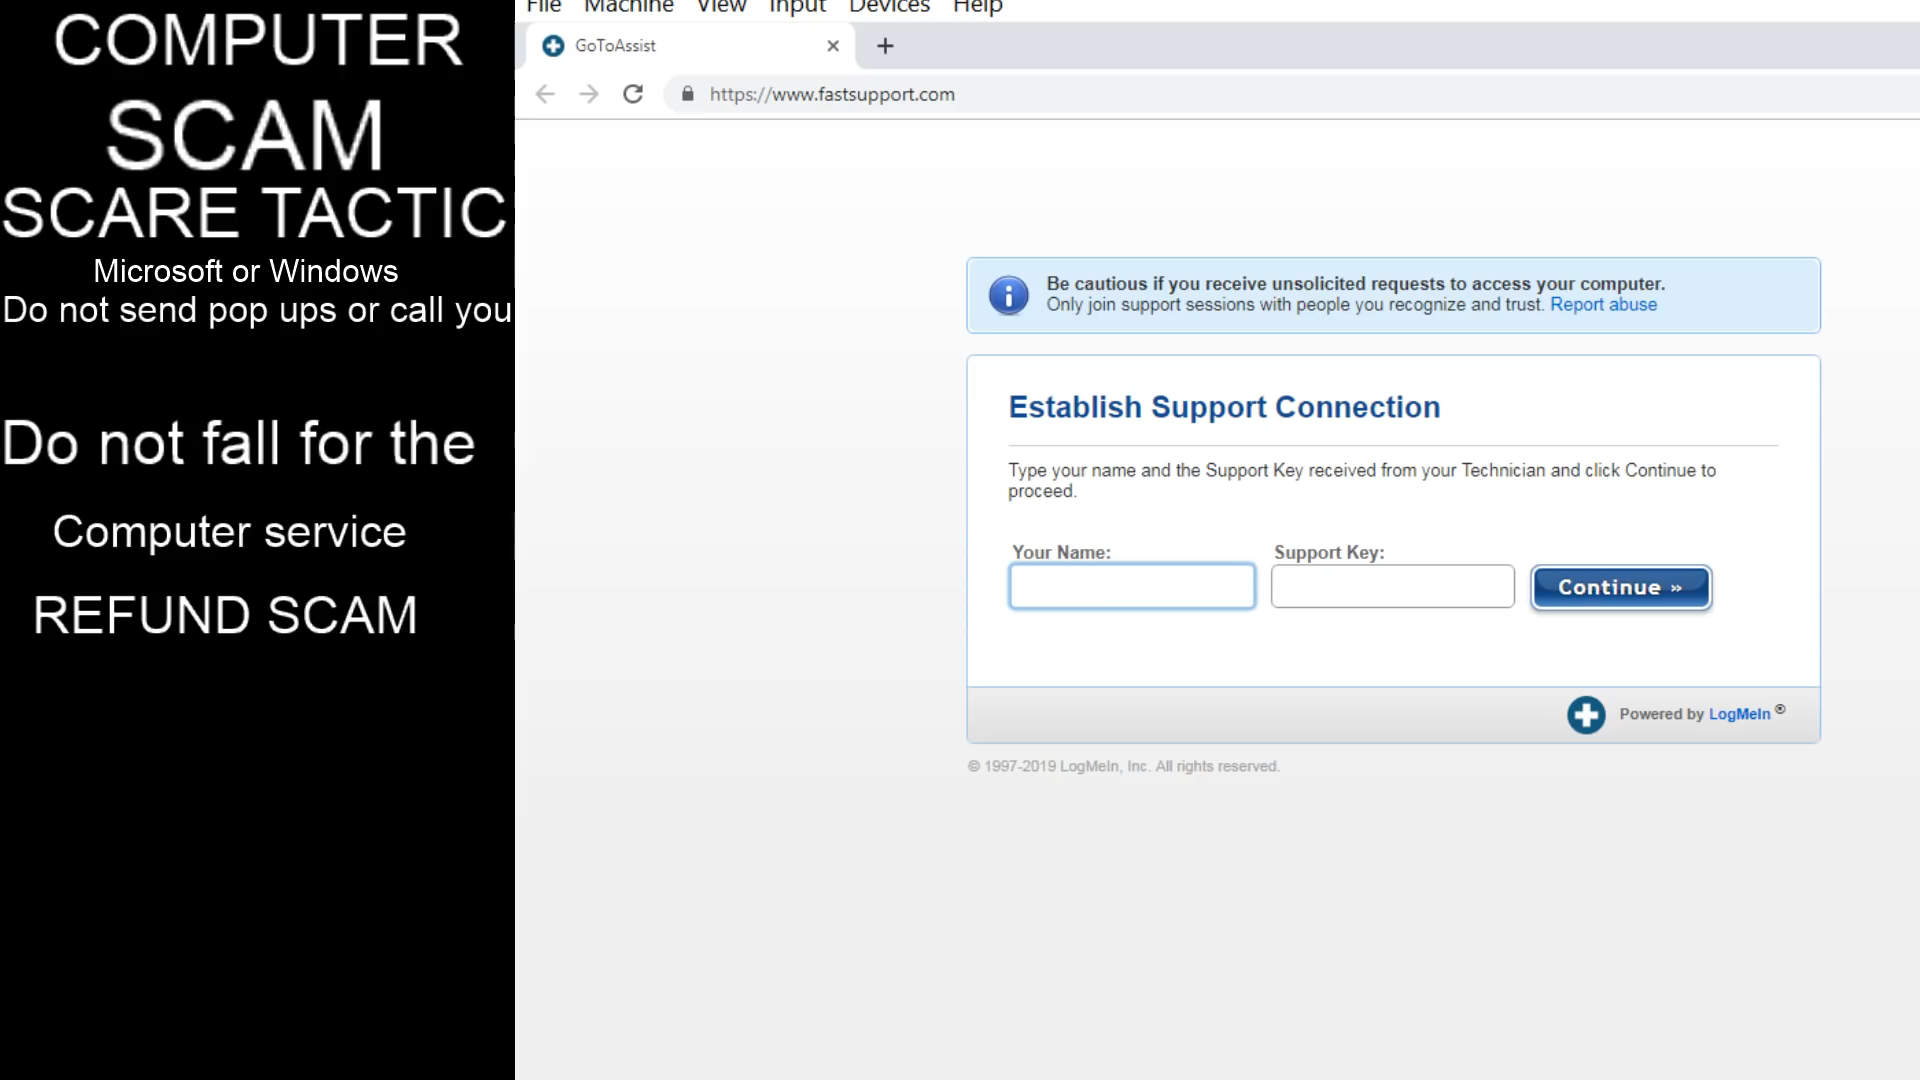 COMPUTER
SCAM
SCARE TACTIC
Microsoft or Windows
Do not send pop ups or call you
Do not fall for the
Computer service
REFUND SCAM
File Machine View Input Devices Help
GoToAssist
https://www.fastsupport.com
Be cautious if you receive unsolicited requests to access your computer.
Only join support sessions with people you recognize and trust. Report abuse
Establish Support Connection
Type your name and the Support Key received from your Technician and click Continue to
proceed.
Your Name: Support Key:
Continue »
Powered by LogMeIn ®
© 1997-2019 LogMeIn, Inc. All rights reserved.